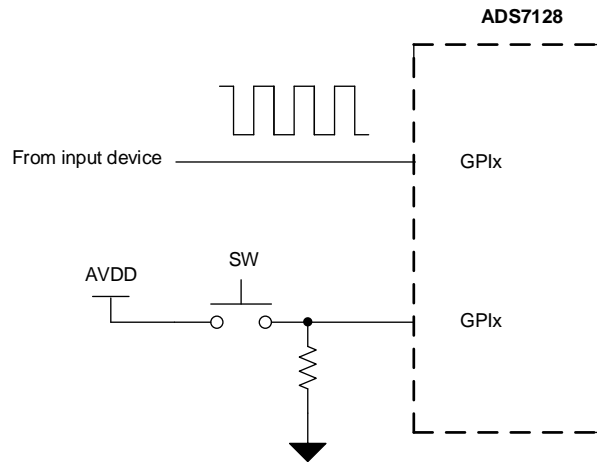 ADS7128
From input device
GPIx
SW
AVDD
GPIx